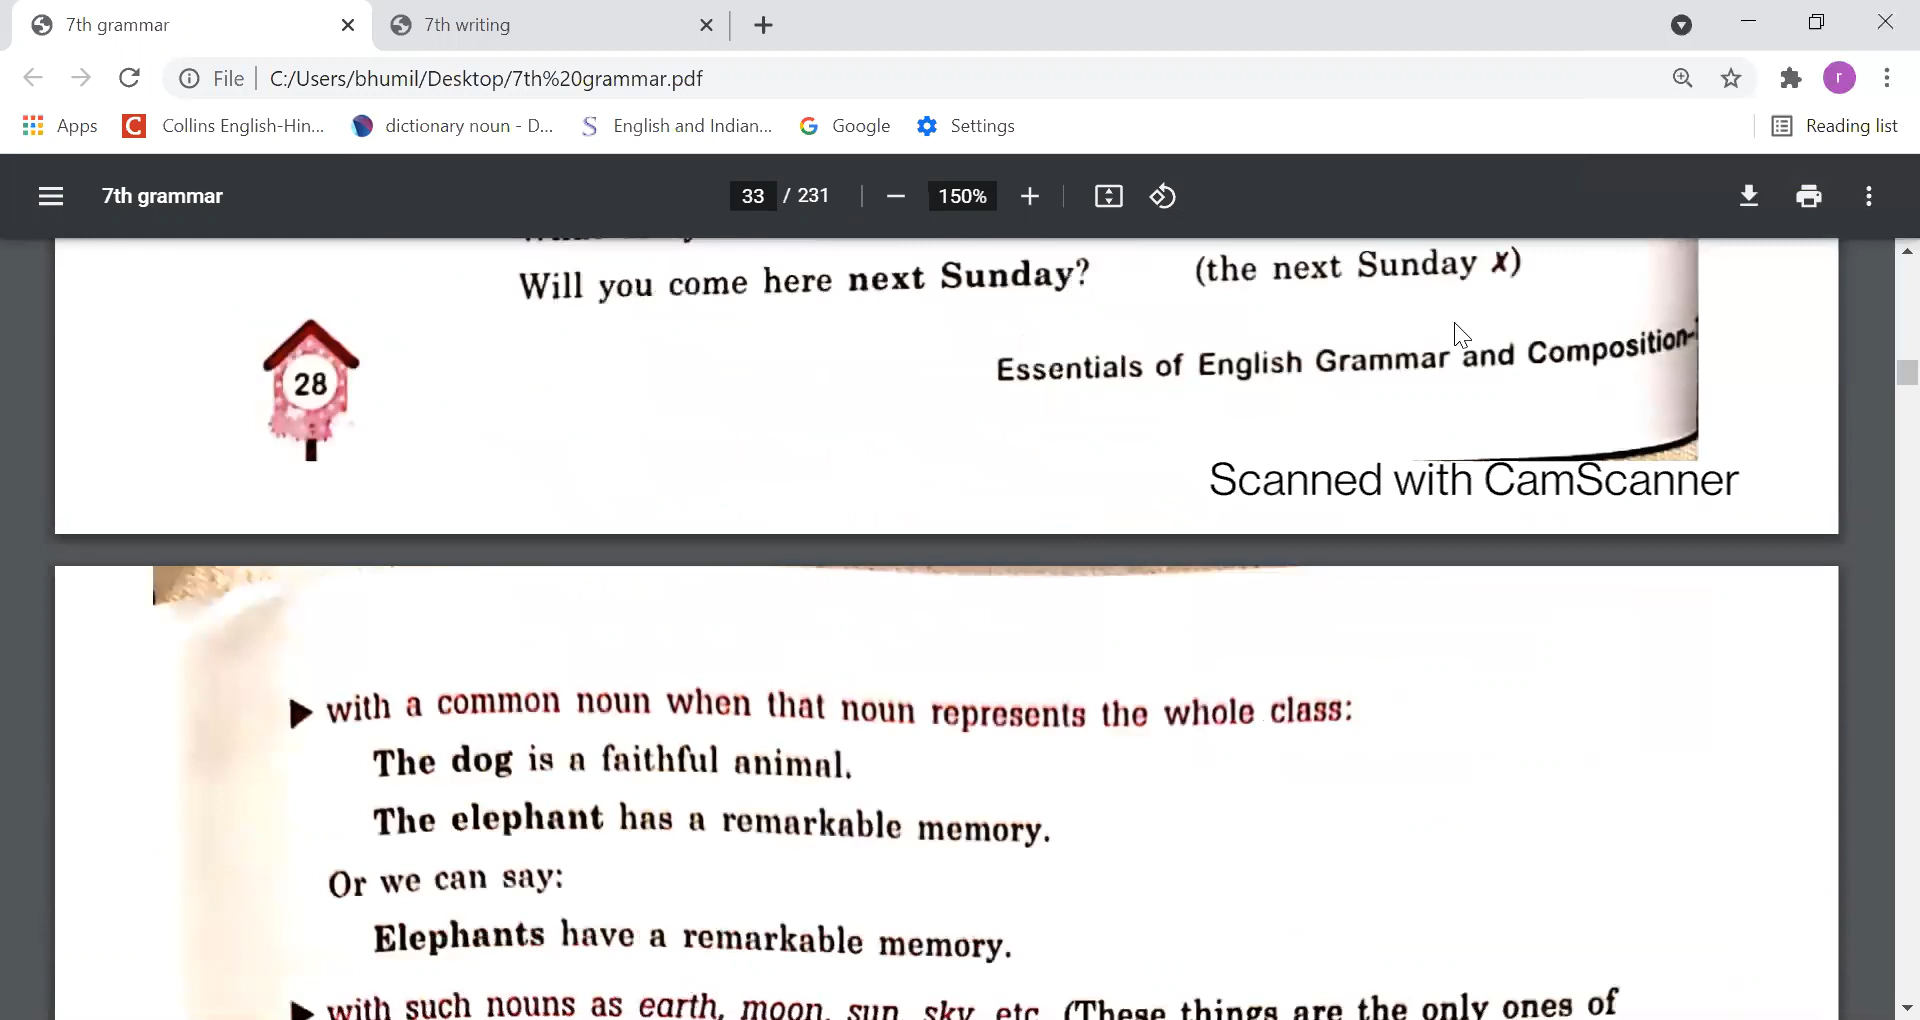 7th grammar
7th writing
File
C:/Users/bhumil/Desktop/7th%20grammar.pdf
r
Apps
Collins English-Hin...
dictionary noun - D...
English and Indian...
Google
Settings
Reading list
7th grammar
33 / 231
150%
Will you come here next Sunday? (the next Sunday ✗)
28
Essentials of English Grammar and Composition-
Scanned with CamScanner
▶ with a common noun when that noun represents the whole class:
The dog is a faithful animal.
The elephant has a remarkable memory.
Or we can say:
Elephants have a remarkable memory.
▶ with such nouns as earth, moon, sun, sky, etc. (These things are the only ones of